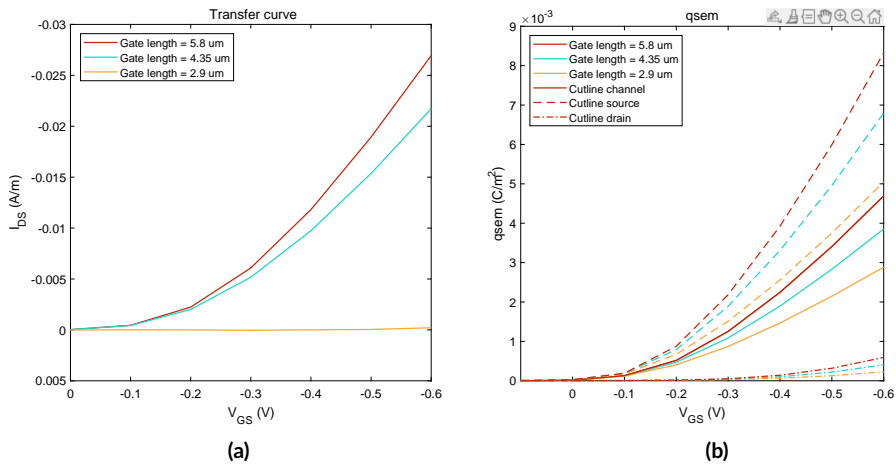 Transfer curve
-0.03
-0.025
-0.02
-0.015
-0.01
-0.005
0
0.005
I_DS (A/m)
Gate length = 5.8 um
Gate length = 4.35 um
Gate length = 2.9 um
0 -0.1 -0.2 -0.3 -0.4 -0.5 -0.6
V_GS (V)
(a)
qsem
×10^-3
9
8
7
6
5
4
3
2
1
0
qsem (C/m²)
Gate length = 5.8 um
Gate length = 4.35 um
Gate length = 2.9 um
Cutline channel
Cutline source
Cutline drain
0 -0.1 -0.2 -0.3 -0.4 -0.5 -0.6
V_GS (V)
(b)